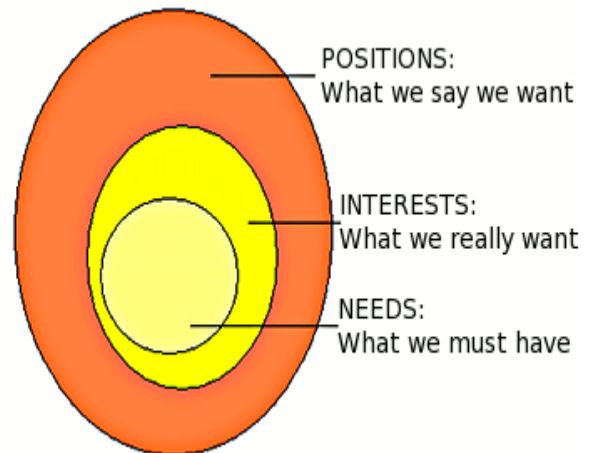 POSITIONS:
What we say we want
INTERESTS:
What we really want
NEEDS:
What we must have